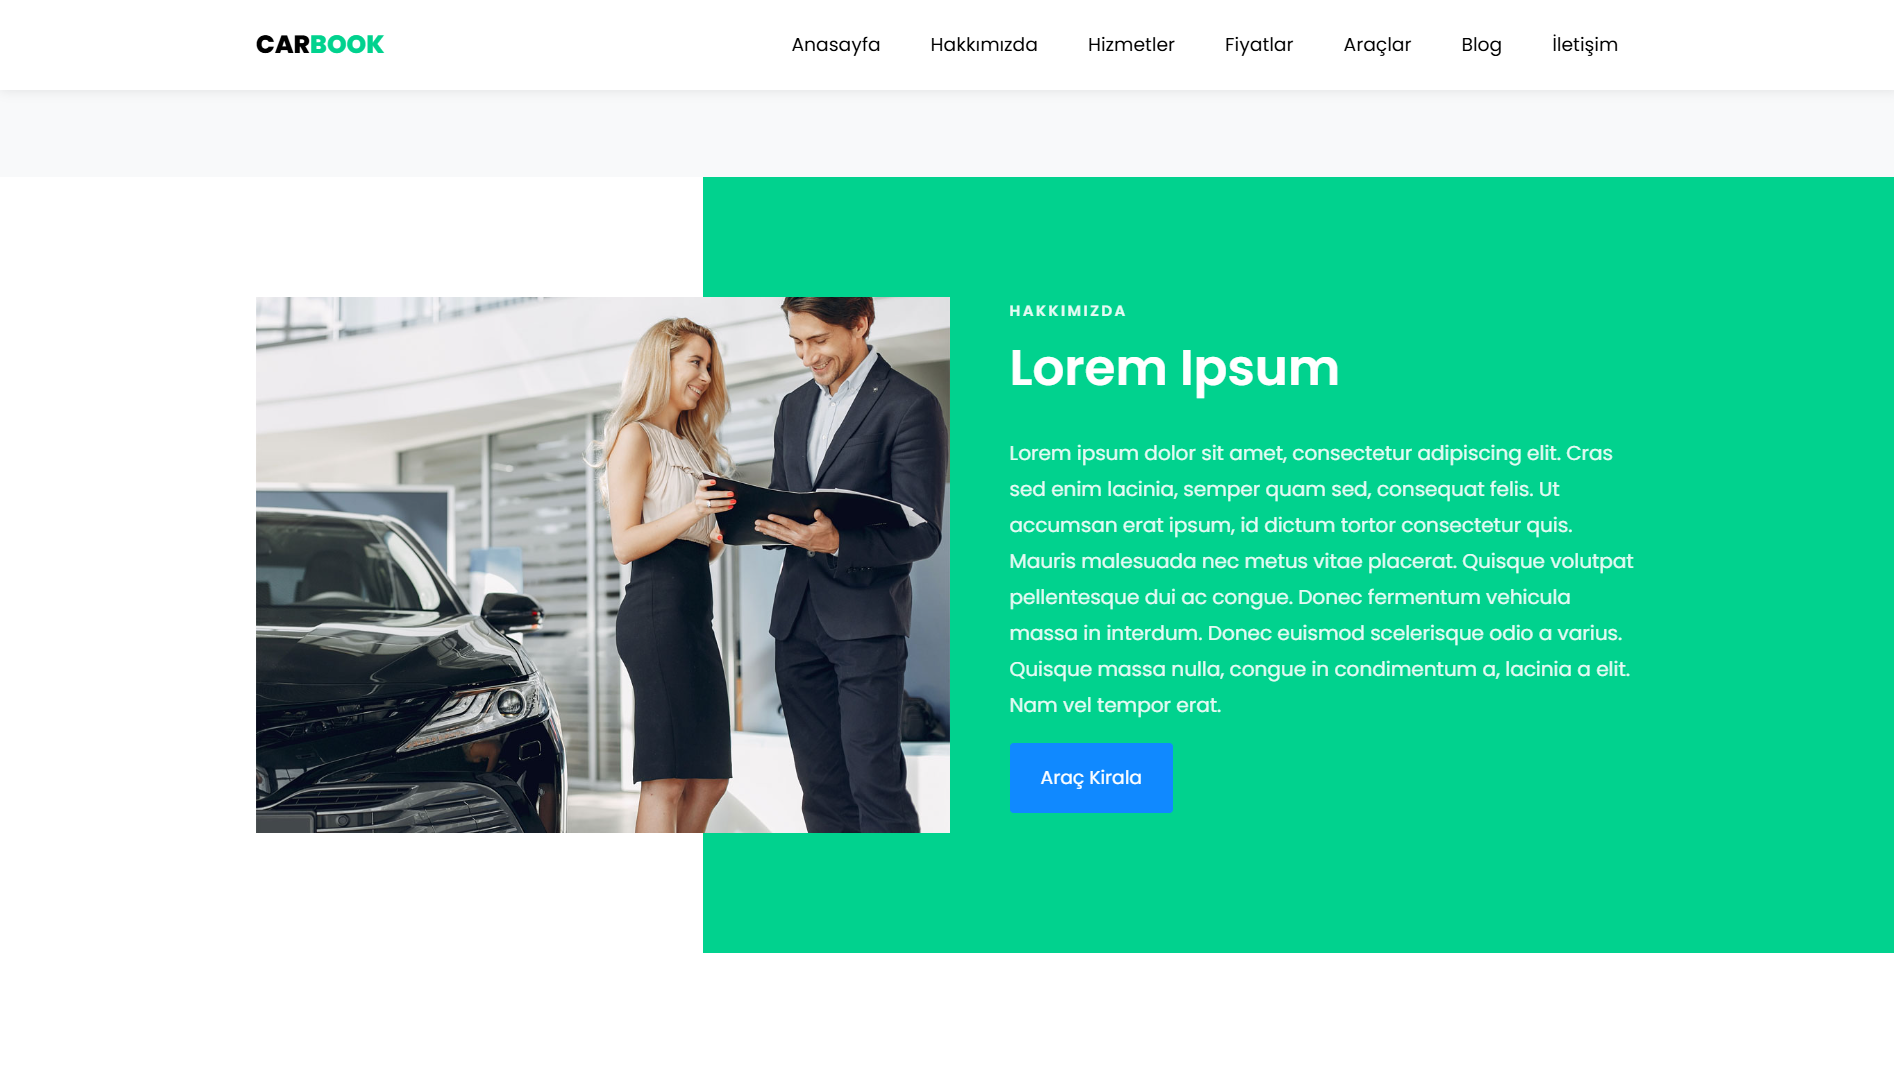 CARBOOK
Anasayfa Hakkımızda Hizmetler Fiyatlar Araçlar Blog İletişim
HAKKIMIZDA
Lorem Ipsum
Lorem ipsum dolor sit amet, consectetur adipiscing elit. Cras
sed enim lacinia, semper quam sed, consequat felis. Ut
accumsan erat ipsum, id dictum tortor consectetur quis.
Mauris malesuada nec metus vitae placerat. Quisque volutpat
pellentesque dui ac congue. Donec fermentum vehicula
massa in interdum. Donec euismod scelerisque odio a varius.
Quisque massa nulla, congue in condimentum a, lacinia a elit.
Nam vel tempor erat.
Araç Kirala